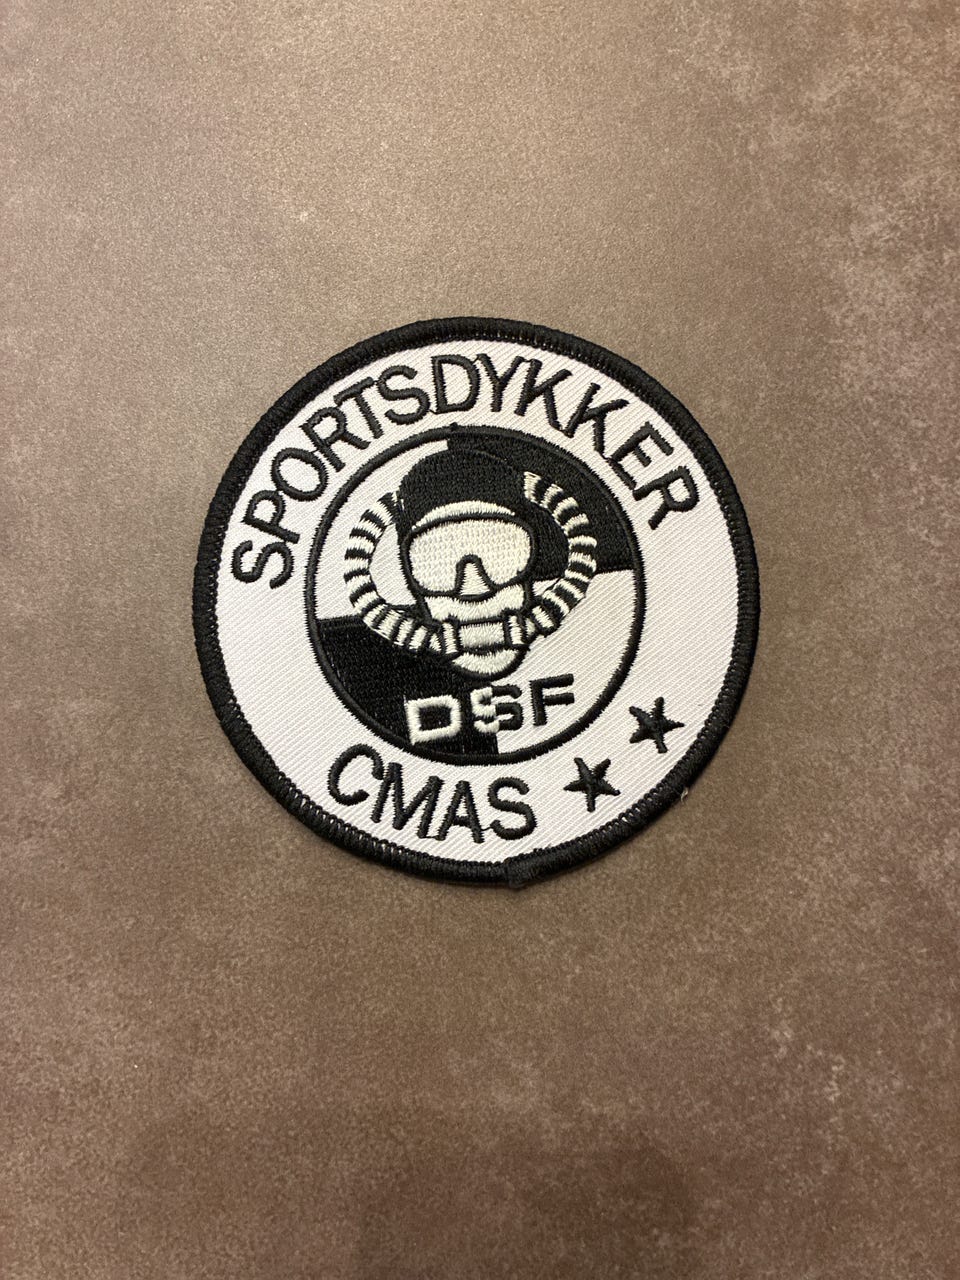 SPORTSDYKKER
DSF
CMAS ★★